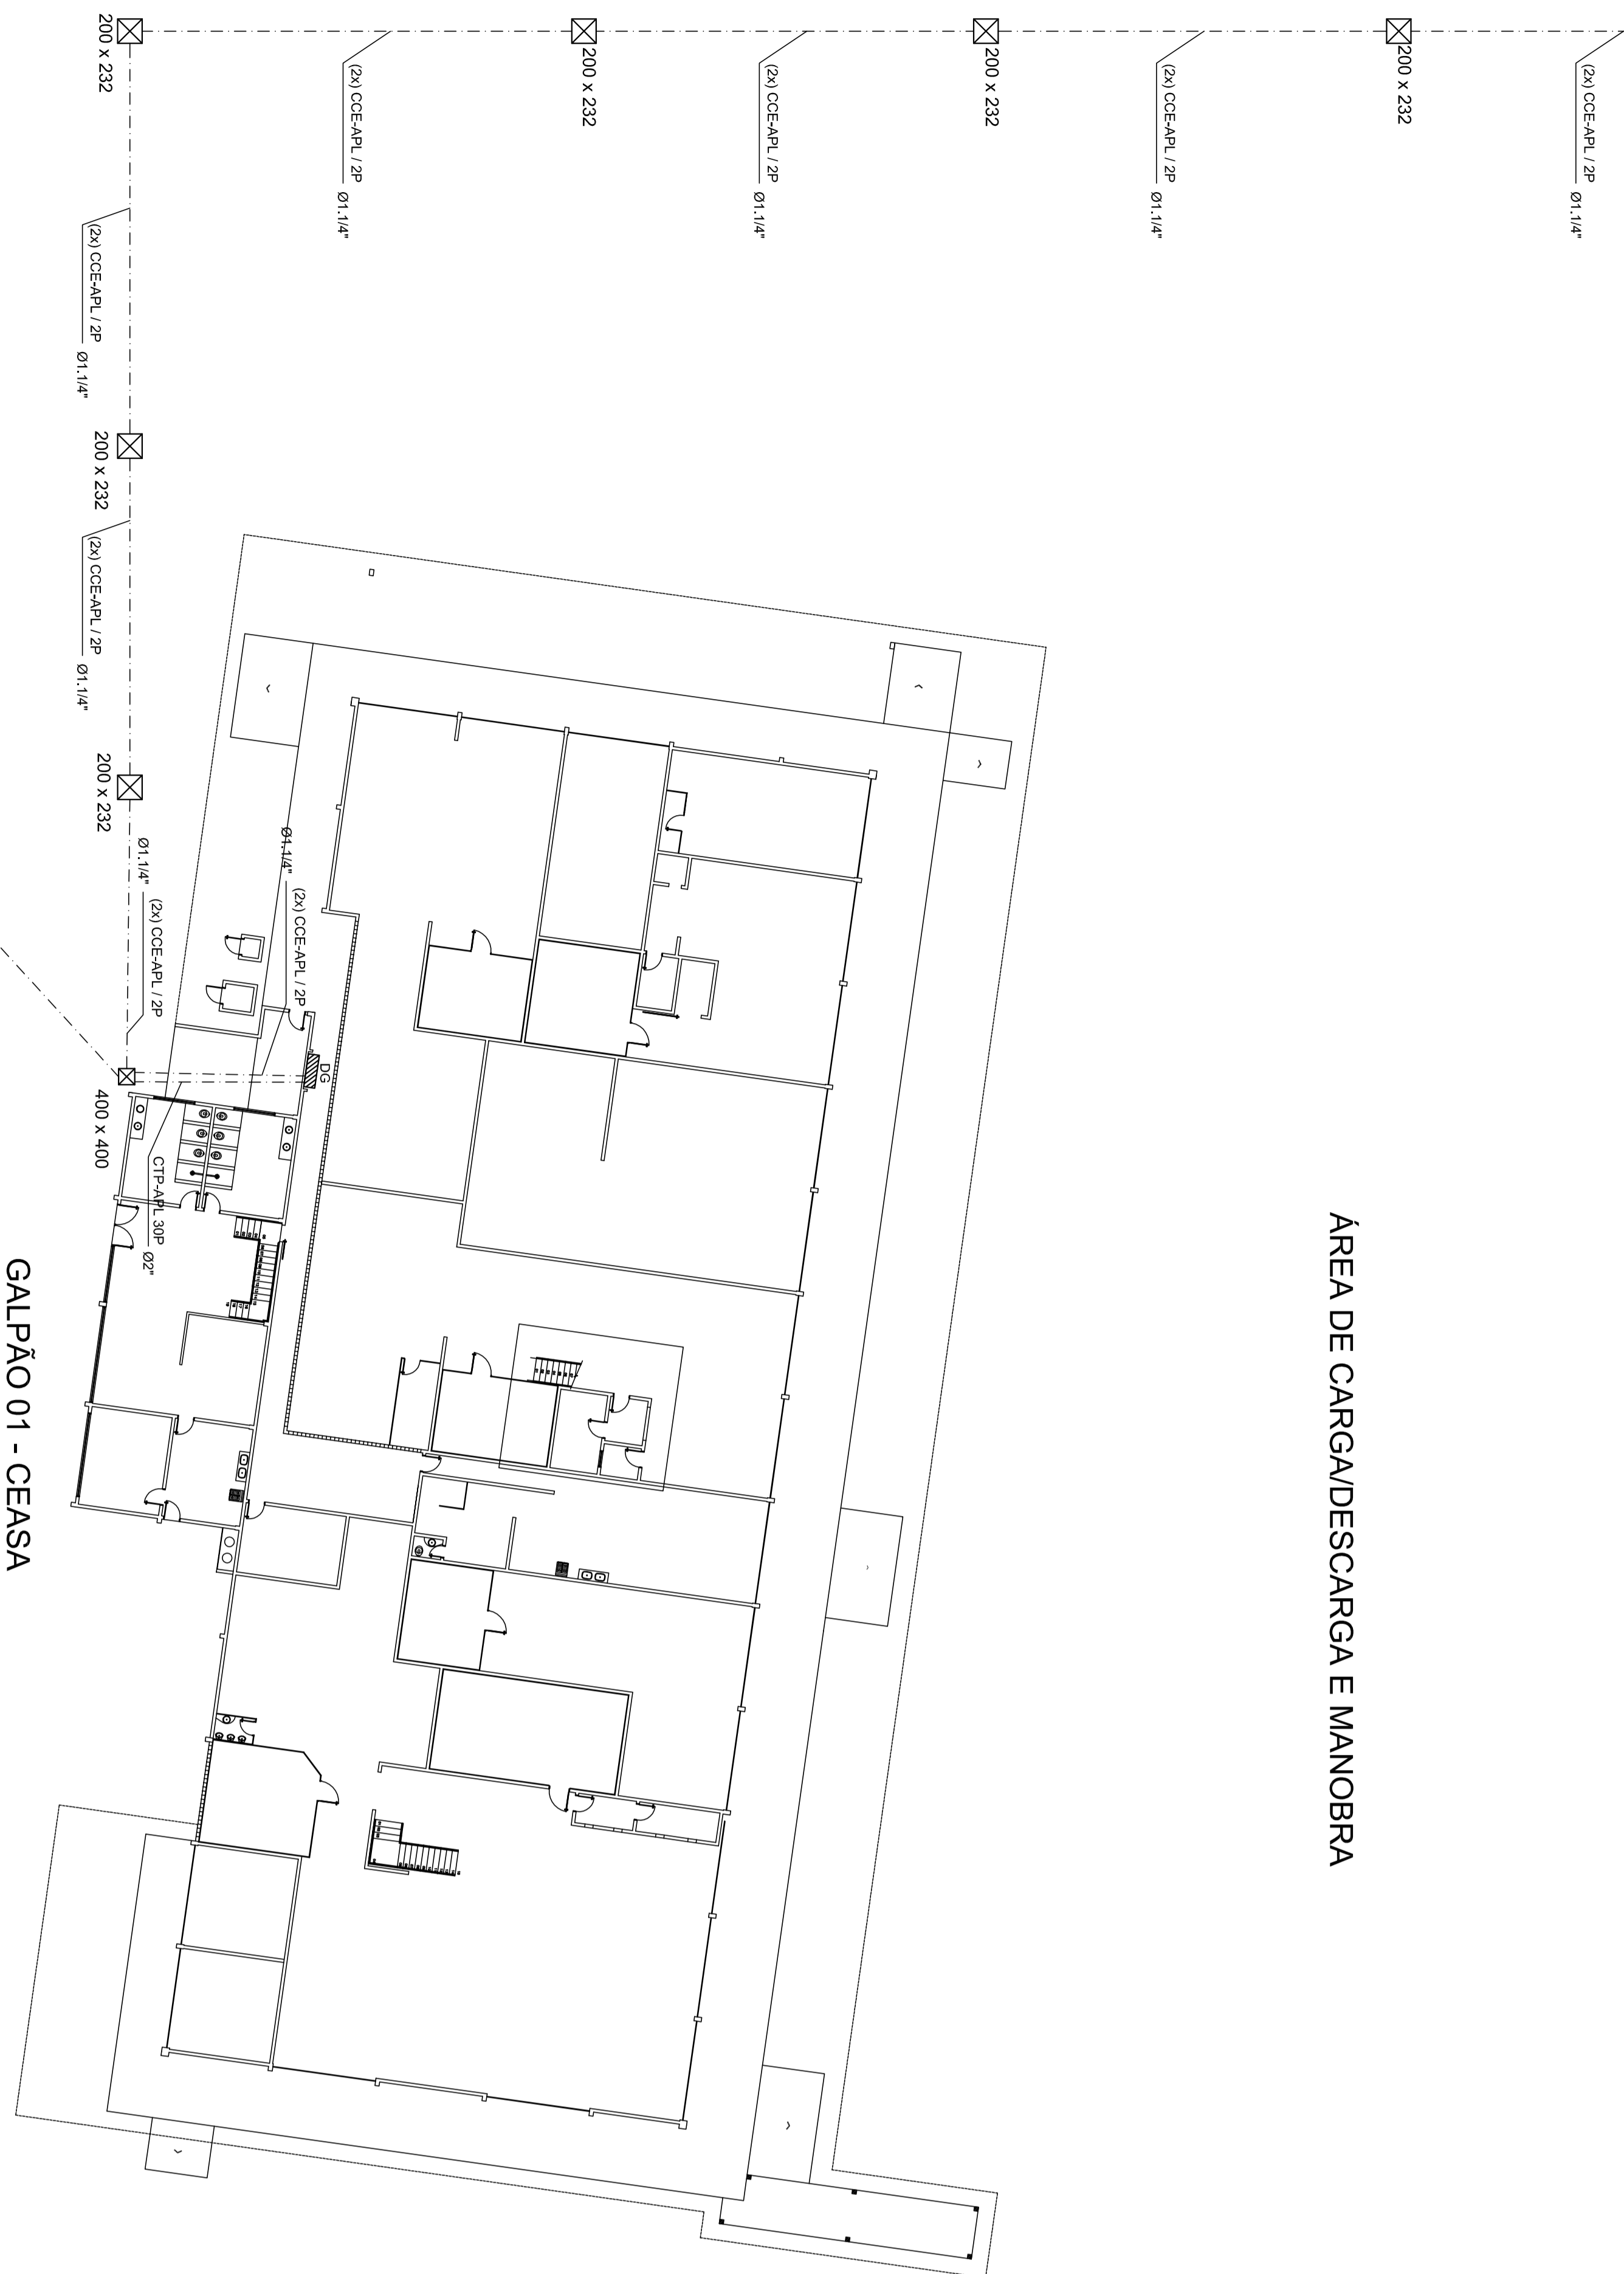 (2x) CCE-APL / 2P
Ø1.1/4"
200 x 232
(2x) CCE-APL / 2P
Ø1.1/4"
200 x 232
(2x) CCE-APL / 2P
Ø1.1/4"
200 x 232
(2x) CCE-APL / 2P
Ø1.1/4"
200 x 232
(2x) CCE-APL / 2P
Ø1.1/4"
200 x 232
(2x) CCE-APL / 2P
Ø1.1/4"
200 x 232
Ø1.1/4"
(2x) CCE-APL / 2P
Ø1.1/4"
(2x) CCE-APL / 2P
DG
400 x 400
CTP-APL 30P
Ø2"
ÁREA DE CARGA/DESCARGA E MANOBRA
GALPÃO 01 - CEASA